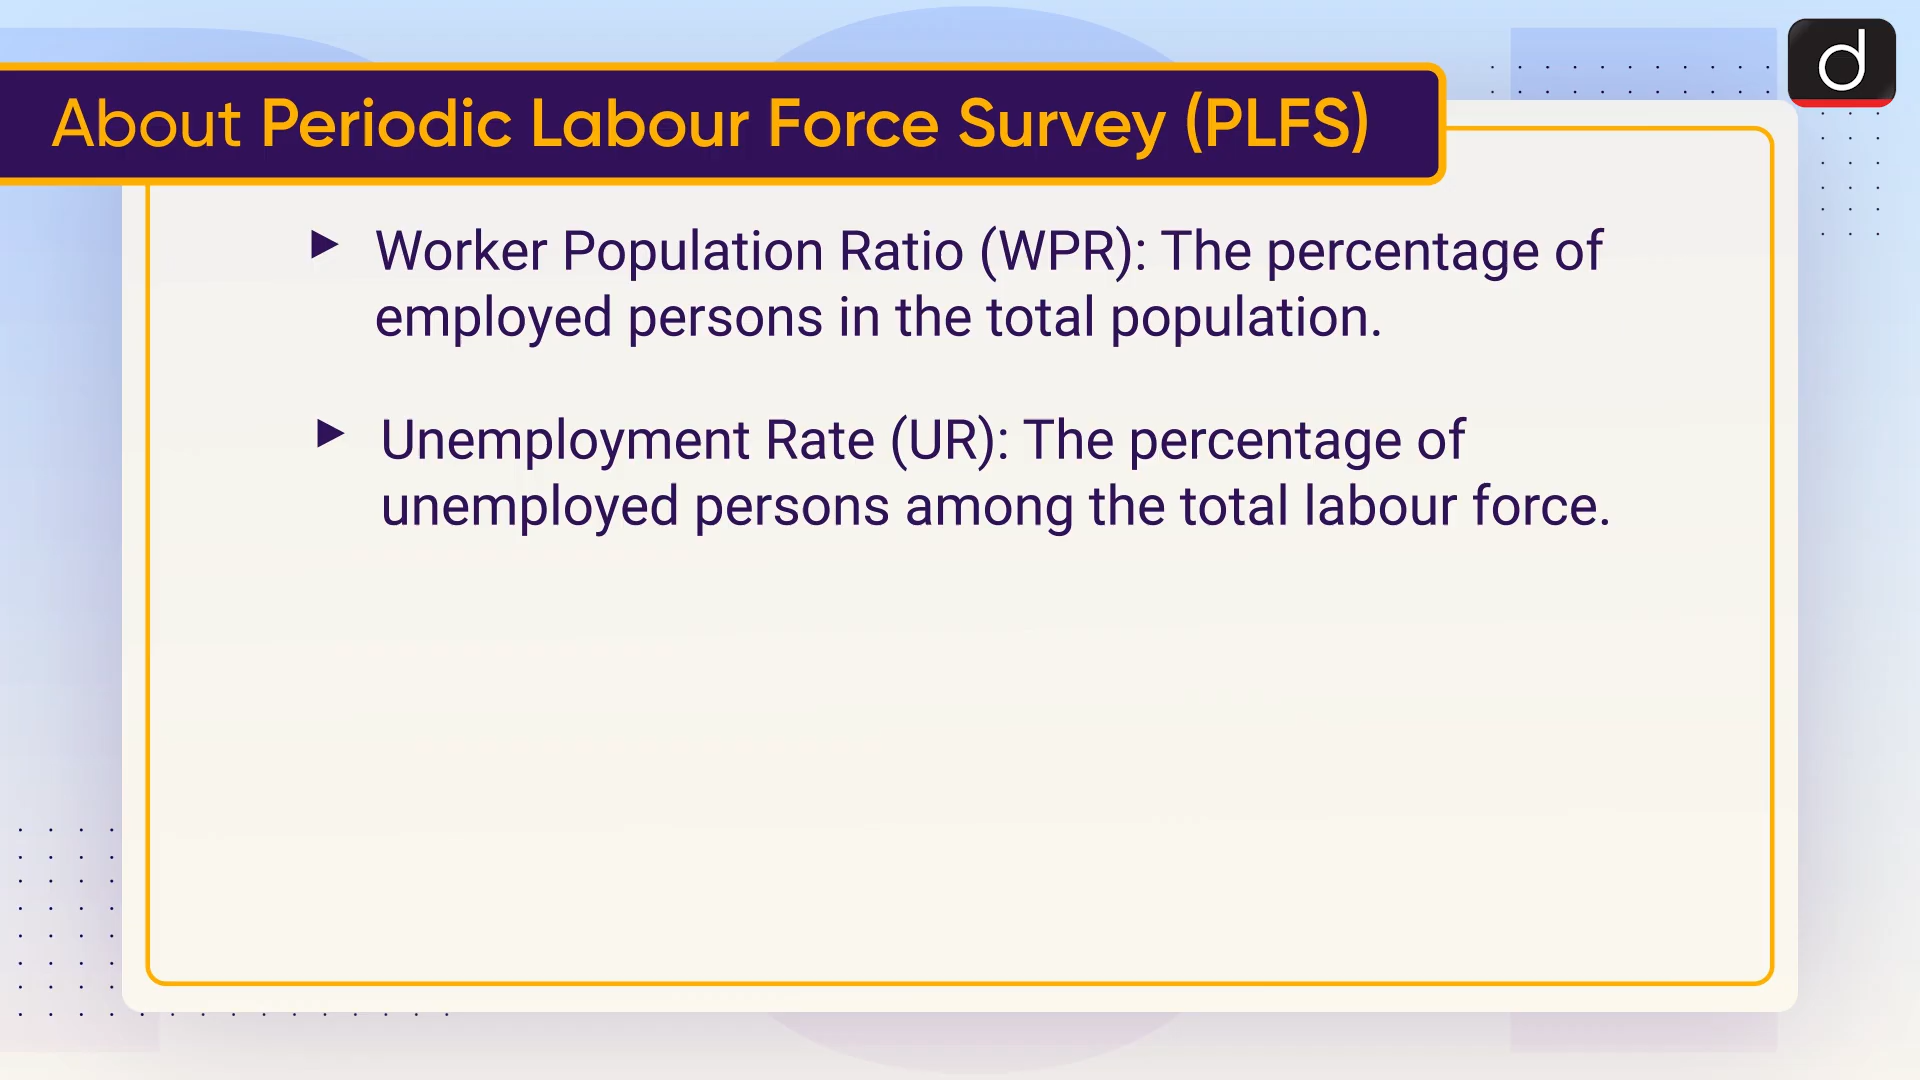 About Periodic Labour Force Survey (PLFS)
d
▶ Worker Population Ratio (WPR): The percentage of
employed persons in the total population.
▶ Unemployment Rate (UR): The percentage of
unemployed persons among the total labour force.